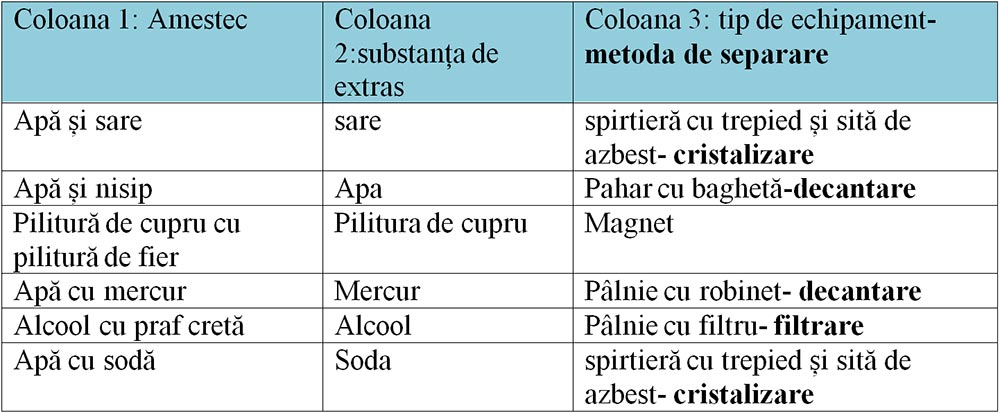 Coloana 1: Amestec
Coloana
2:substanța de
extras
Coloana 3: tip de echipament-
metoda de separare
Apă și sare
sare
spirtieră cu trepied și sită de
azbest- cristalizare
Apă și nisip
Apa
Pahar cu baghetă-decantare
Pilitură de cupru cu
pilitură de fier
Pilitura de cupru
Magnet
Apă cu mercur
Mercur
Pâlnie cu robinet- decantare
Alcool cu praf cretă
Alcool
Pâlnie cu filtru- filtrare
Apă cu sodă
Soda
spirtieră cu trepied și sită de
azbest- cristalizare